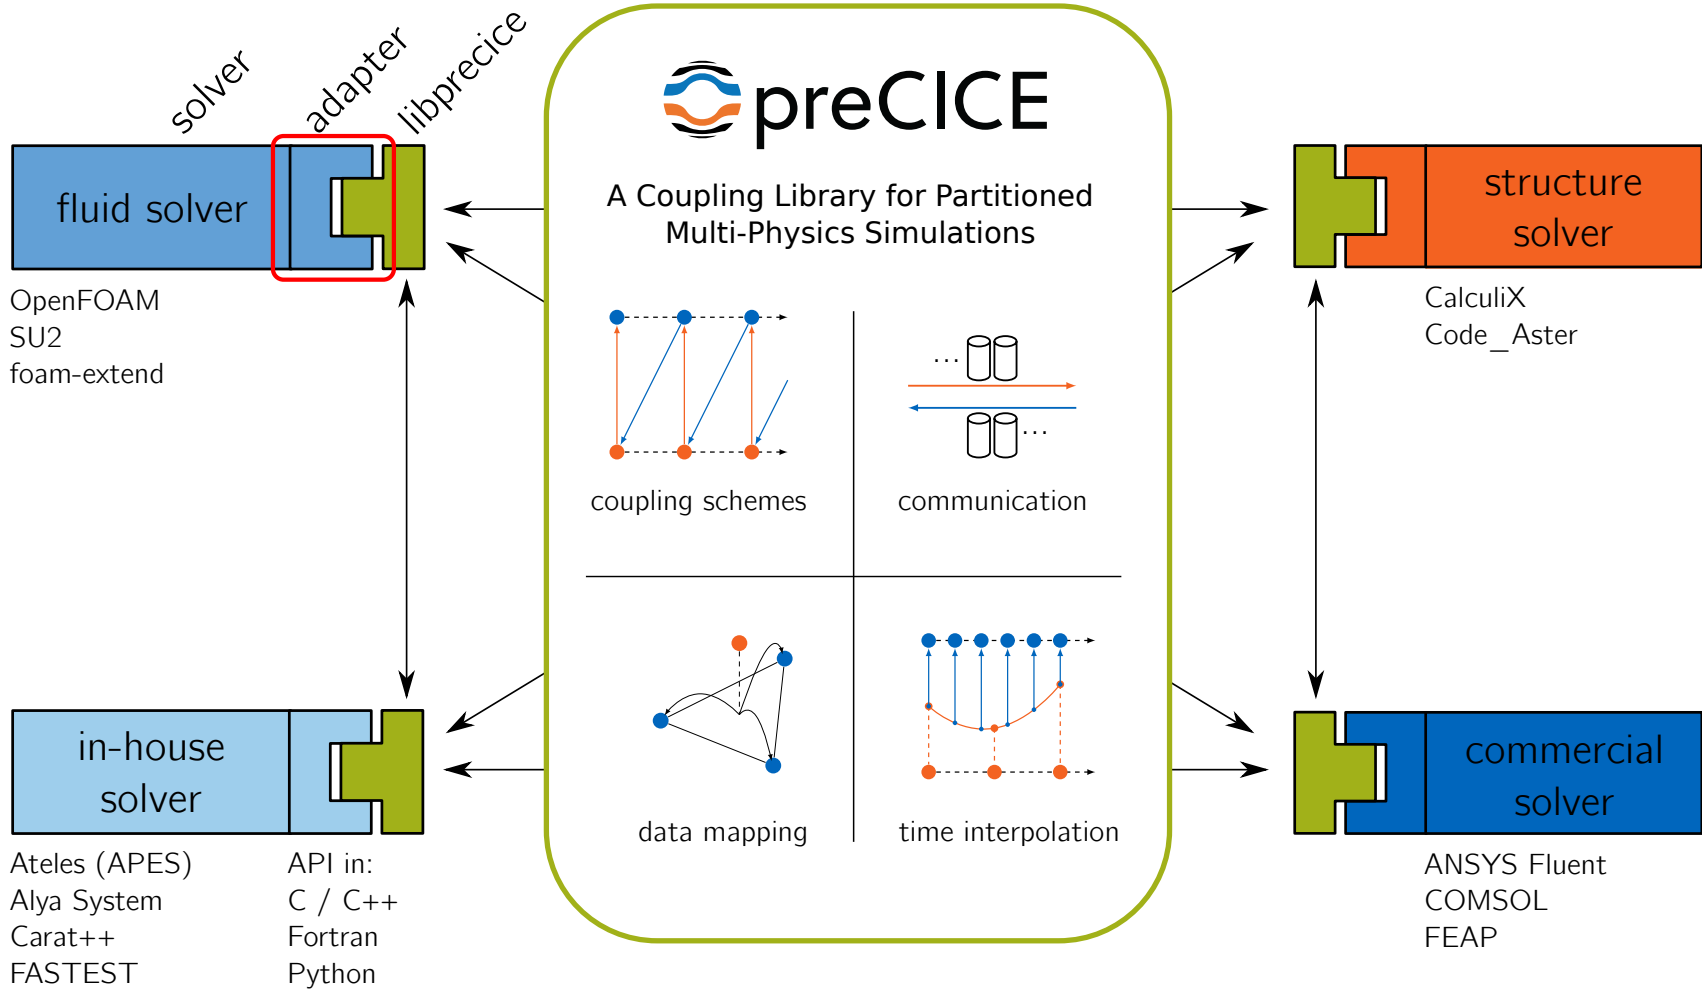 solver
adapter
libprecice
preCICE
A Coupling Library for Partitioned
Multi-Physics Simulations
fluid solver
OpenFOAM
SU2
foam-extend
structure
solver
CalculiX
Code_Aster
...
...
coupling schemes
communication
data mapping
time interpolation
in-house
solver
Ateles (APES)
Alya System
Carat++
FASTEST
API in:
C / C++
Fortran
Python
commercial
solver
ANSYS Fluent
COMSOL
FEAP